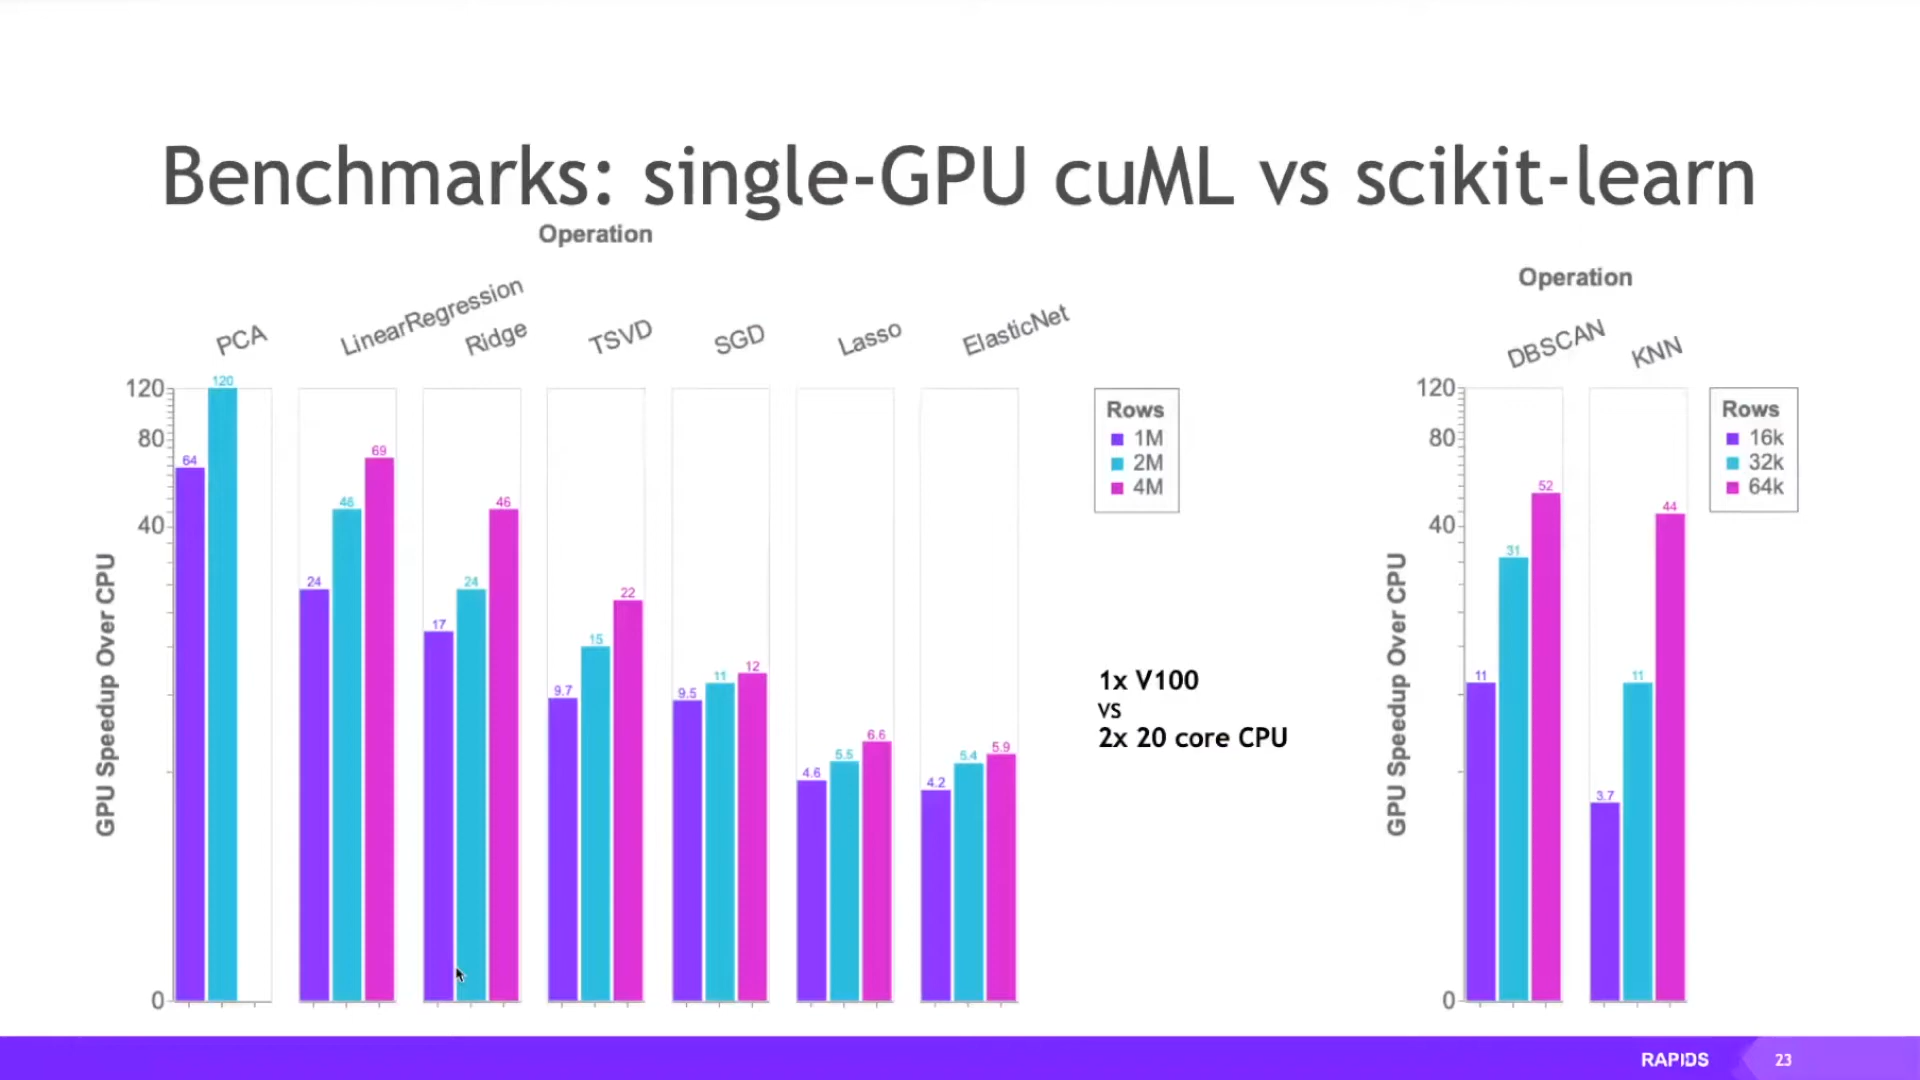 Benchmarks: single-GPU cuML vs scikit-learn
Operation
PCA
LinearRegression
Ridge
TSVD
SGD
Lasso
ElasticNet
GPU Speedup Over CPU
120
80
40
0
64
120
24
46
69
17
24
46
9.7
15
22
9.5
11
12
4.6
5.5
6.6
4.2
5.4
5.9
Rows
1M
2M
4M
1x V100
VS
2x 20 core CPU
Operation
DBSCAN
KNN
GPU Speedup Over CPU
120
80
40
0
11
31
52
3.7
11
44
Rows
16k
32k
64k
RAPIDS
23